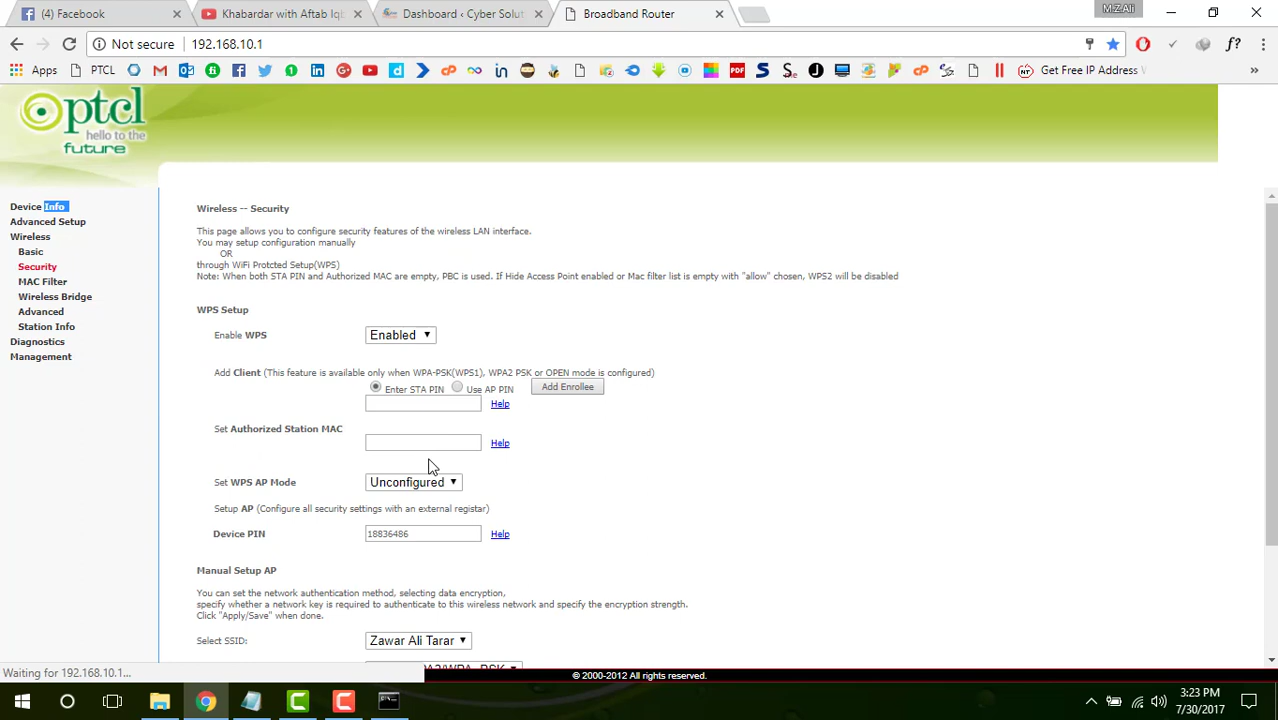 (4) Facebook
Khabardar with Aftab Iqb
Dashboard ‹ Cyber Solut
Broadband Router
M.Z.Ali
Not secure
192.168.10.1
f?
Apps
PTCL
PDF
Get Free IP Address V
»
ptcl
hello to the
future
Device Info
Advanced Setup
Wireless
Basic
Security
MAC Filter
Wireless Bridge
Advanced
Station Info
Diagnostics
Management
Wireless -- Security
This page allows you to configure security features of the wireless LAN interface.
You may setup configuration manually
OR
through WiFi Protcted Setup(WPS)
Note: When both STA PIN and Authorized MAC are empty, PBC is used. If Hide Access Point enabled or Mac filter list is empty with "allow" chosen, WPS2 will be disabled
WPS Setup
Enable WPS
Enabled
Add Client (This feature is available only when WPA-PSK(WPS1), WPA2 PSK or OPEN mode is configured)
Enter STA PIN Use AP PIN Add Enrollee
Help
Set Authorized Station MAC
Help
Set WPS AP Mode
Unconfigured
Setup AP (Configure all security settings with an external registar)
Device PIN
18836486
Help
Manual Setup AP
You can set the network authentication method, selecting data encryption,
specify whether a network key is required to authenticate to this wireless network and specify the encryption strength.
Click "Apply/Save" when done.
Select SSID:
Zawar Ali Tarar
Waiting for 192.168.10.1...
© 2000-2012 All rights reserved.
3:23 PM
7/30/2017